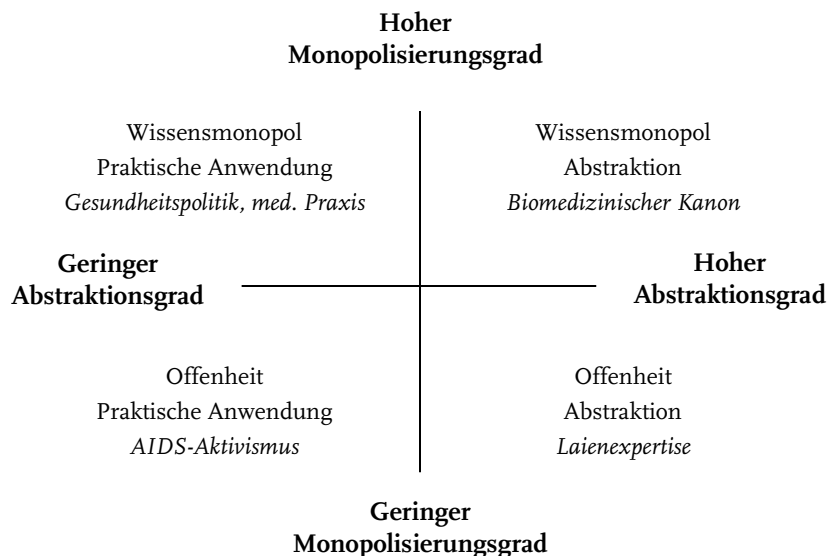 Hoher
Monopolisierungsgrad
Wissensmonopol
Praktische Anwendung
Gesundheitspolitik, med. Praxis
Wissensmonopol
Abstraktion
Biomedizinischer Kanon
Geringer
Abstraktionsgrad
Hoher
Abstraktionsgrad
Offenheit
Praktische Anwendung
AIDS-Aktivismus
Offenheit
Abstraktion
Laienexpertise
Geringer
Monopolisierungsgrad